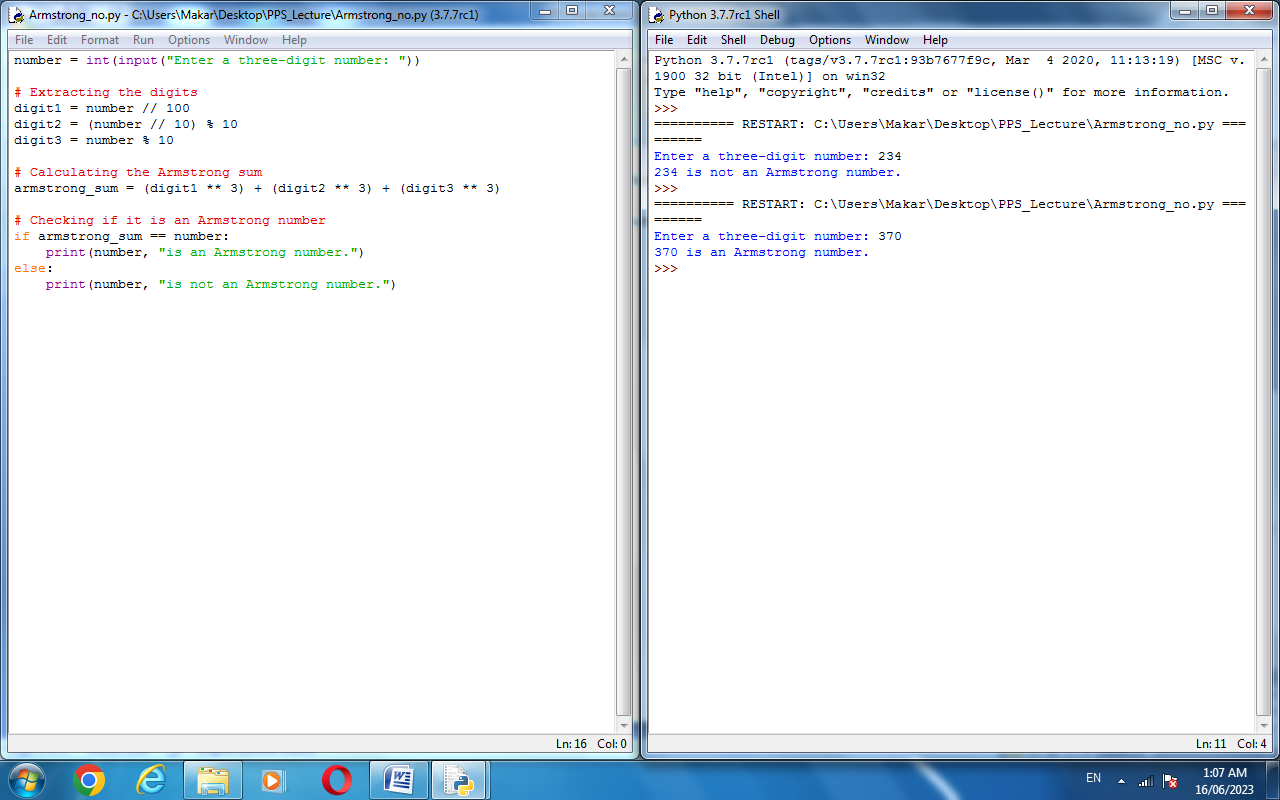 Armstrong_no.py - C:\Users\Makar\Desktop\PPS_Lecture\Armstrong_no.py (3.7.7rc1)
File Edit Format Run Options Window Help
number = int(input("Enter a three-digit number: "))
# Extracting the digits
digit1 = number // 100
digit2 = (number // 10) % 10
digit3 = number % 10
# Calculating the Armstrong sum
armstrong_sum = (digit1 ** 3) + (digit2 ** 3) + (digit3 ** 3)
# Checking if it is an Armstrong number
if armstrong_sum == number:
    print(number, "is an Armstrong number.")
else:
    print(number, "is not an Armstrong number.")
Ln: 16 Col: 0
Python 3.7.7rc1 Shell
File Edit Shell Debug Options Window Help
Python 3.7.7rc1 (tags/v3.7.7rc1:93b7677f9c, Mar  4 2020, 11:13:19) [MSC v.
1900 32 bit (Intel)] on win32
Type "help", "copyright", "credits" or "license()" for more information.
>>>
========== RESTART: C:\Users\Makar\Desktop\PPS_Lecture\Armstrong_no.py ===
======
Enter a three-digit number: 234
234 is not an Armstrong number.
>>>
========== RESTART: C:\Users\Makar\Desktop\PPS_Lecture\Armstrong_no.py ===
======
Enter a three-digit number: 370
370 is an Armstrong number.
>>>
Ln: 11 Col: 4
EN
1:07 AM
16/06/2023